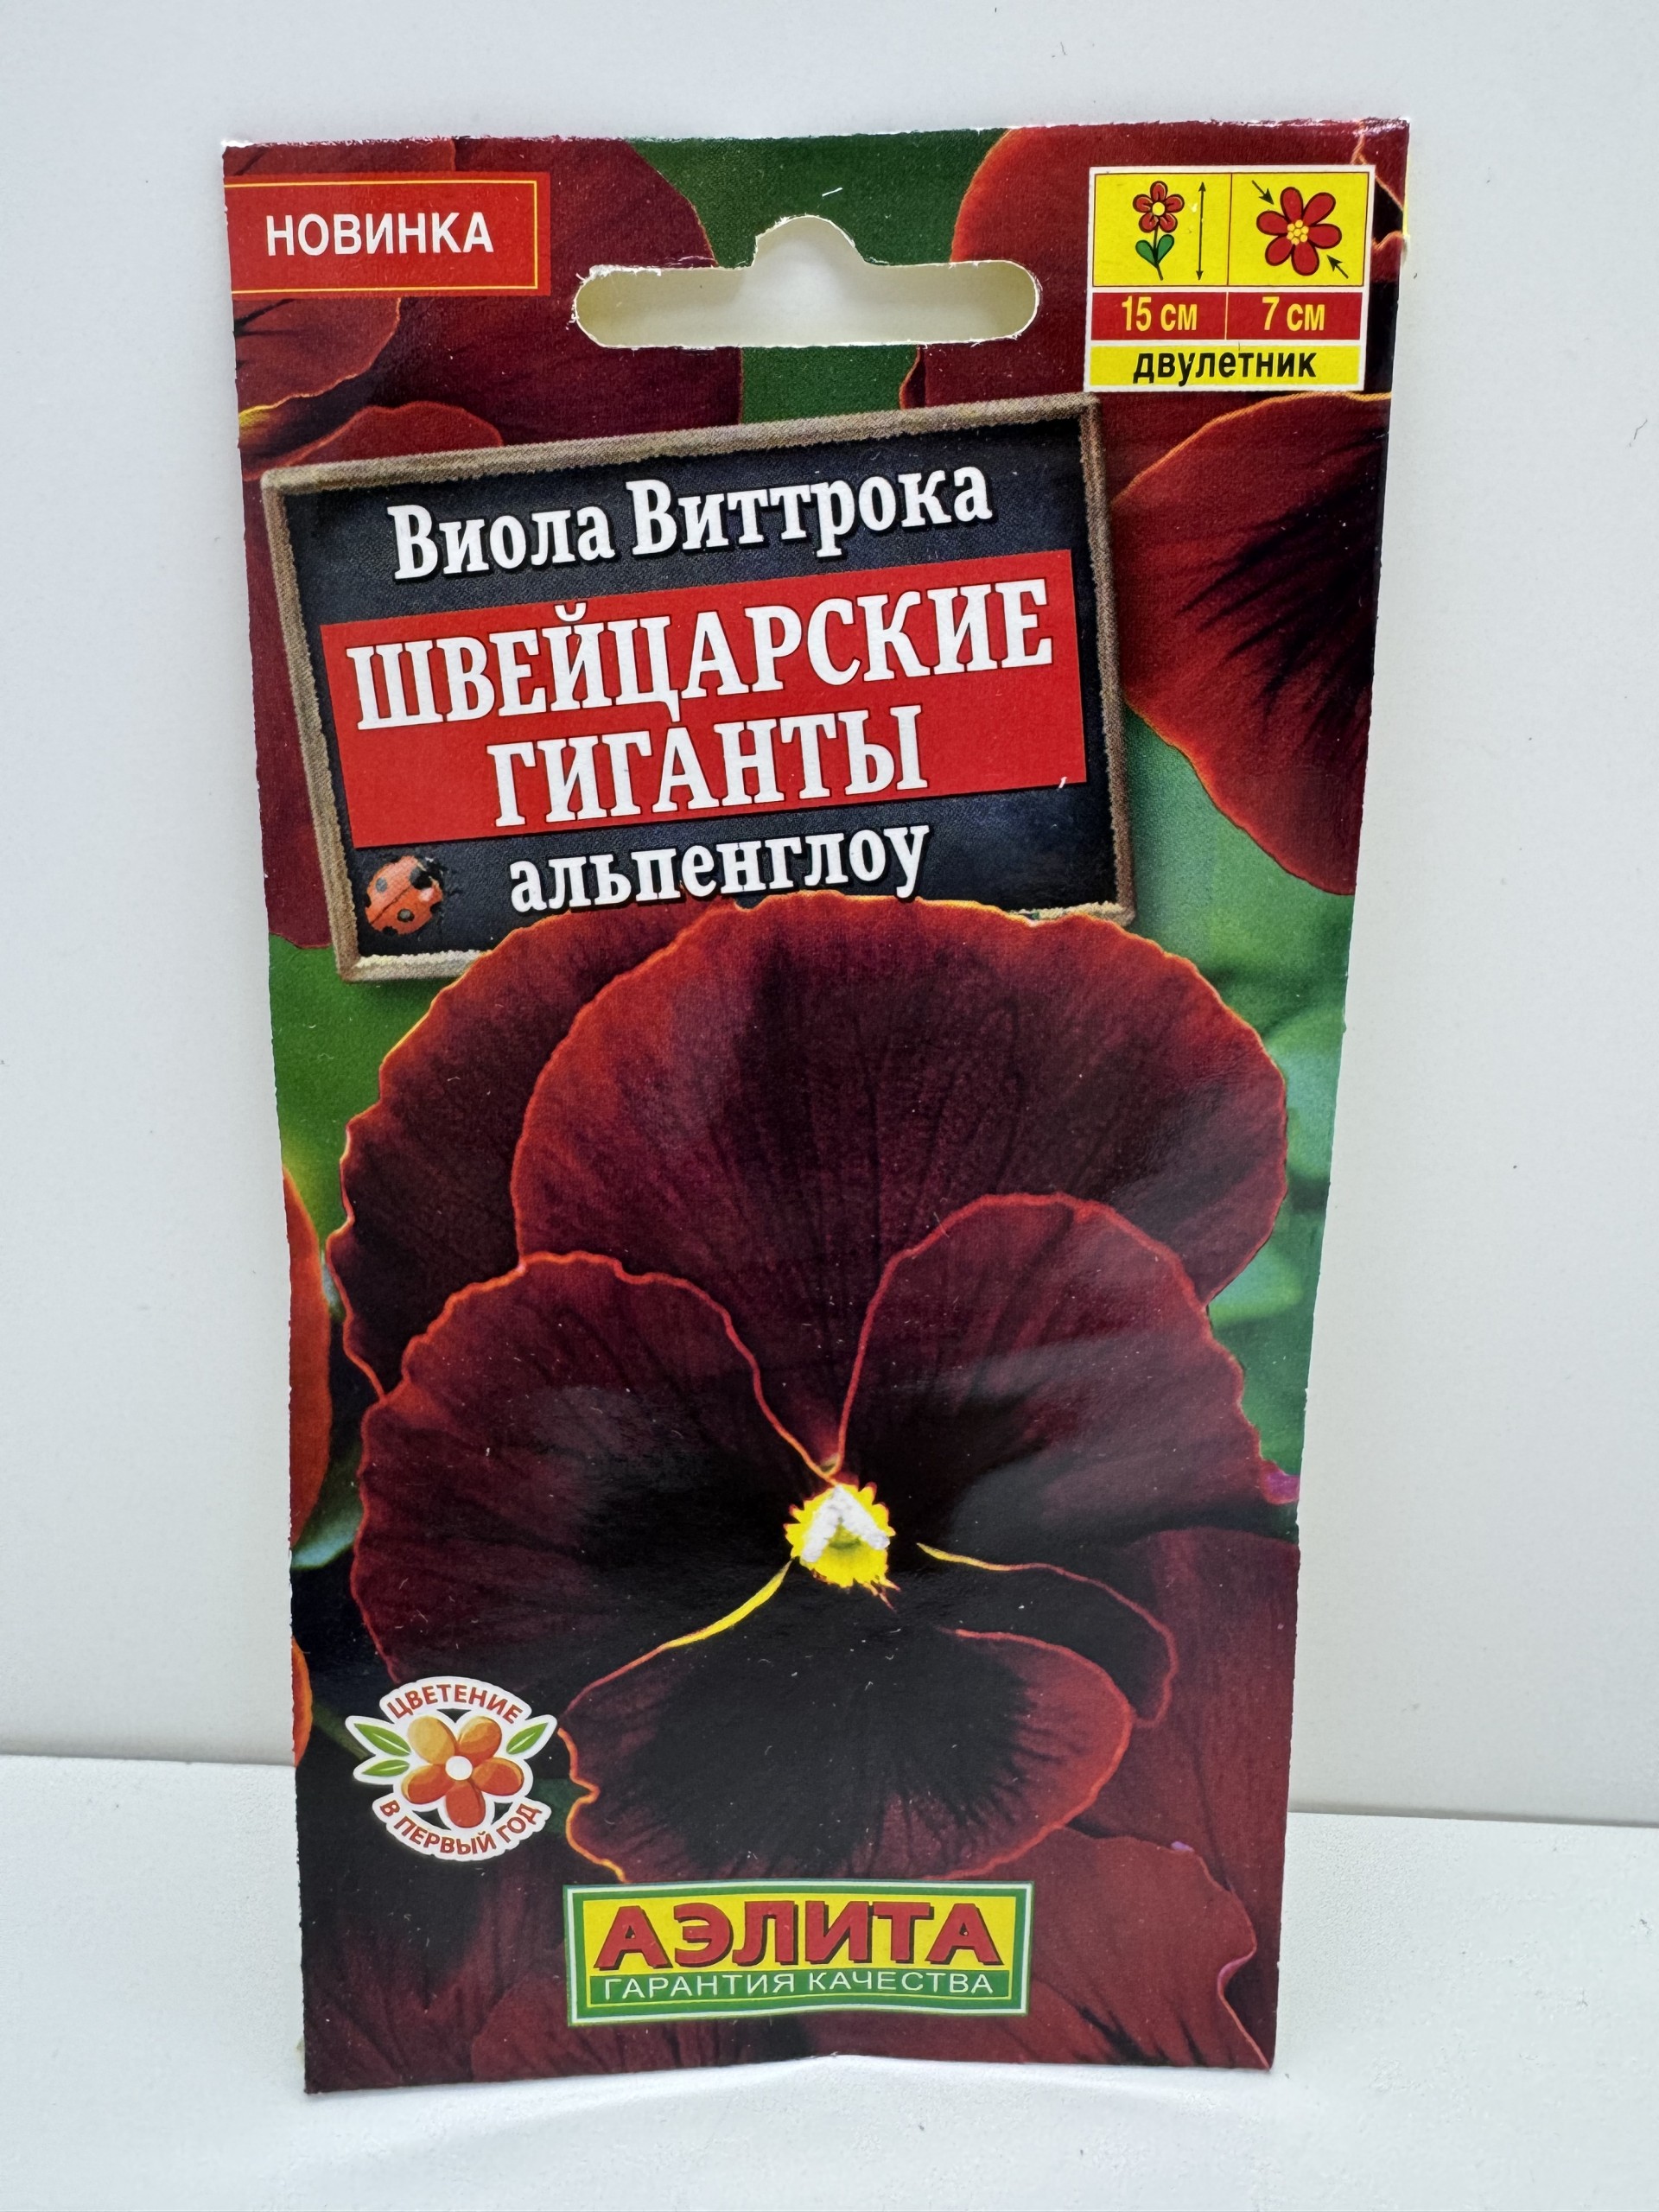 НОВИНКА
15 см
7 см
двулетник
Виола Виттрока
ШВЕЙЦАРСКИЕ
ГИГАНТЫ
альпенглоу
ЦВЕТЕНИЕ
В ПЕРВЫЙ ГОД
АЭЛИТА
ГАРАНТИЯ КАЧЕСТВА